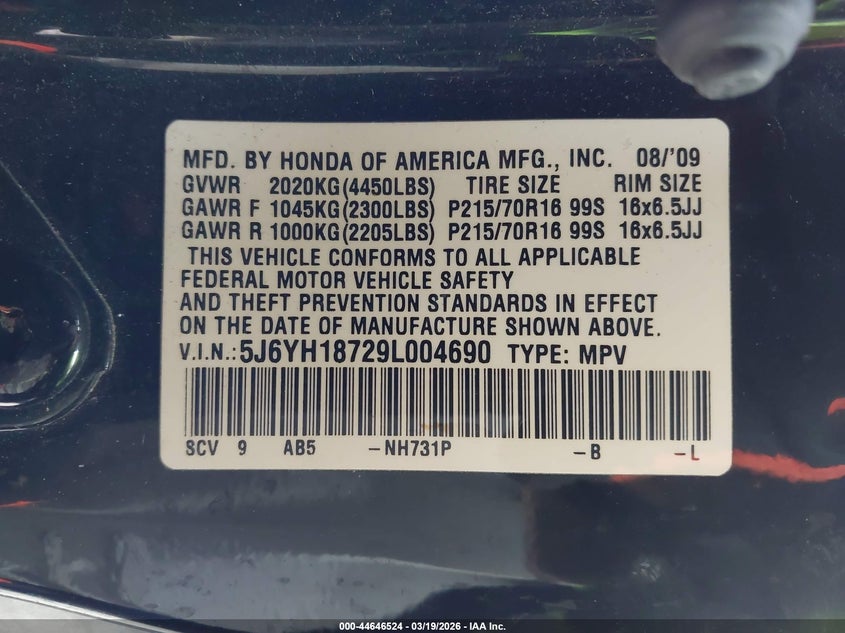 MFD. BY HONDA OF AMERICA MFG., INC. 08/'09
GVWR 2020KG(4450LBS) TIRE SIZE RIM SIZE
GAWR F 1045KG(2300LBS) P215/70R16 99S 16x6.5JJ
GAWR R 1000KG(2205LBS) P215/70R16 99S 16x6.5JJ
THIS VEHICLE CONFORMS TO ALL APPLICABLE
FEDERAL MOTOR VEHICLE SAFETY
AND THEFT PREVENTION STANDARDS IN EFFECT
ON THE DATE OF MANUFACTURE SHOWN ABOVE.
V.I.N.: 5J6YH18729L004690 TYPE: MPV
SCV 9 AB5 -NH731P -B -L
000-44646524 - 03/19/2026 - IAA Inc.